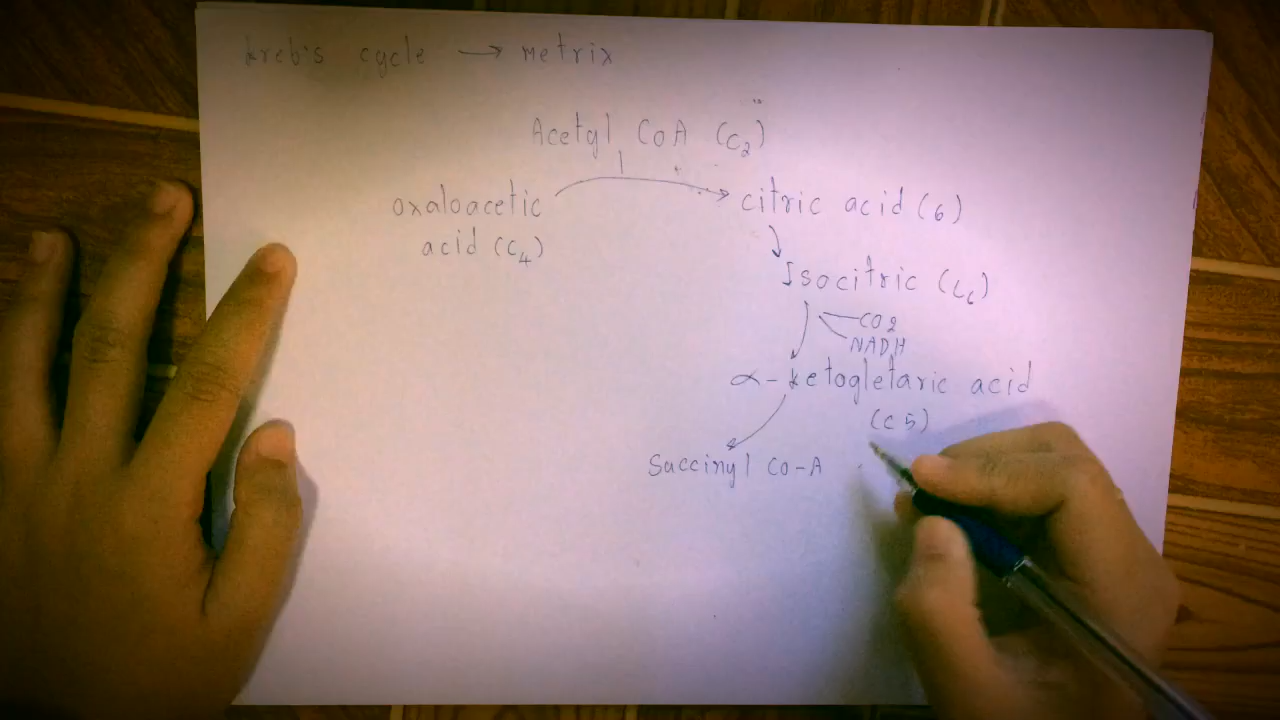 kreb's cycle → metrix
Acetyl CoA (C2)
oxaloacetic
acid (C4)
citric acid (6)
Isocitric (C6)
CO2
NADH
α-ketogletaric acid
(C5)
Succinyl Co-A